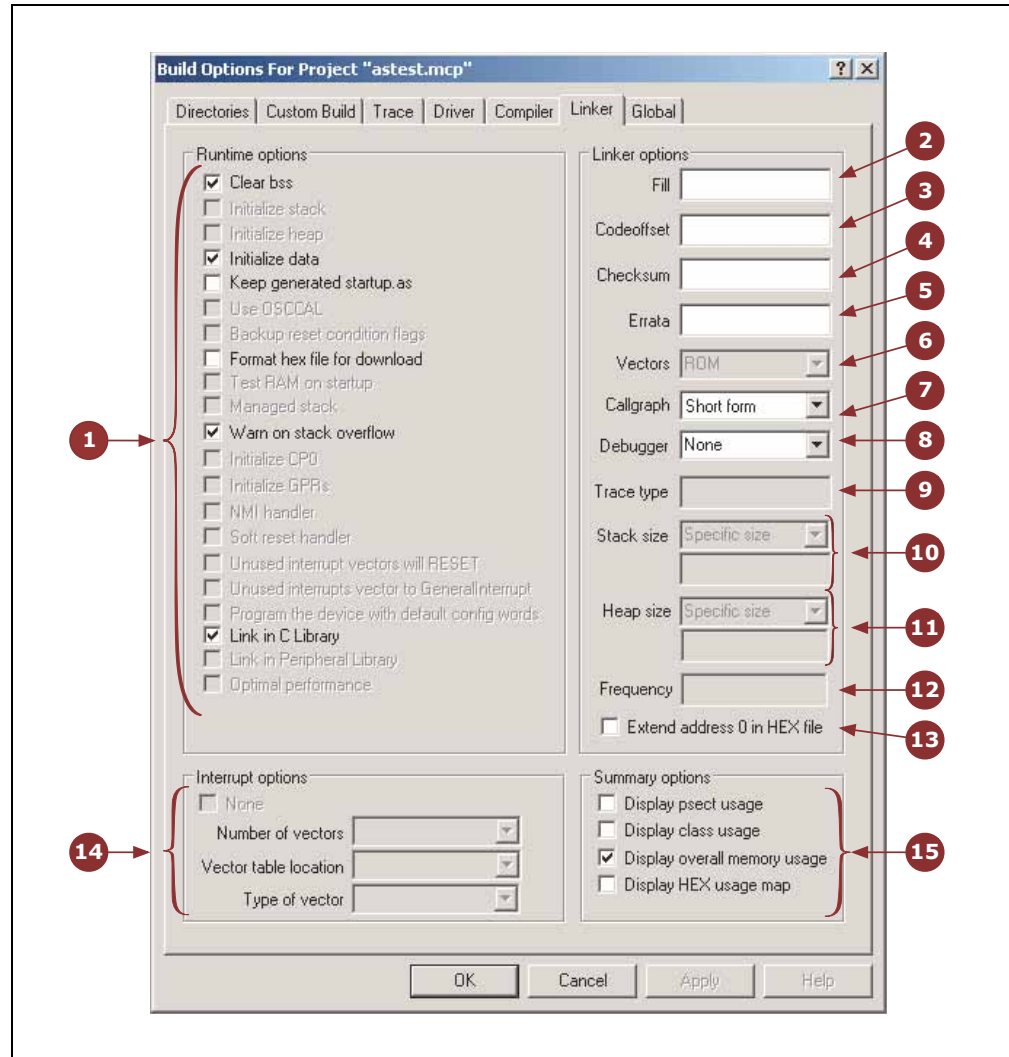 Build Options For Project "astest.mcp"
Directories Custom Build Trace Driver Compiler Linker Global
Runtime options
Clear bss
Initialize stack
Initialize heap
Initialize data
Keep generated startup.as
Use OSCCAL
Backup reset condition flags
Format hex file for download
Test RAM on startup
Managed stack
Warn on stack overflow
Initialize CP0
Initialize GPRs
NMI handler
Soft reset handler
Unused interrupt vectors will RESET
Unused interrupts vector to GeneralInterrupt
Program the device with default config words
Link in C Library
Link in Peripheral Library
Optimal performance
1
Linker options
Fill
2
Codeoffset
3
Checksum
4
Errata
5
Vectors ROM
6
Callgraph Short form
7
Debugger None
8
Trace type
9
Stack size Specific size
10
Heap size Specific size
11
Frequency
12
Extend address 0 in HEX file
13
Interrupt options
None
Number of vectors
Vector table location
Type of vector
14
Summary options
Display psect usage
Display class usage
Display overall memory usage
Display HEX usage map
15
OK Cancel Apply Help